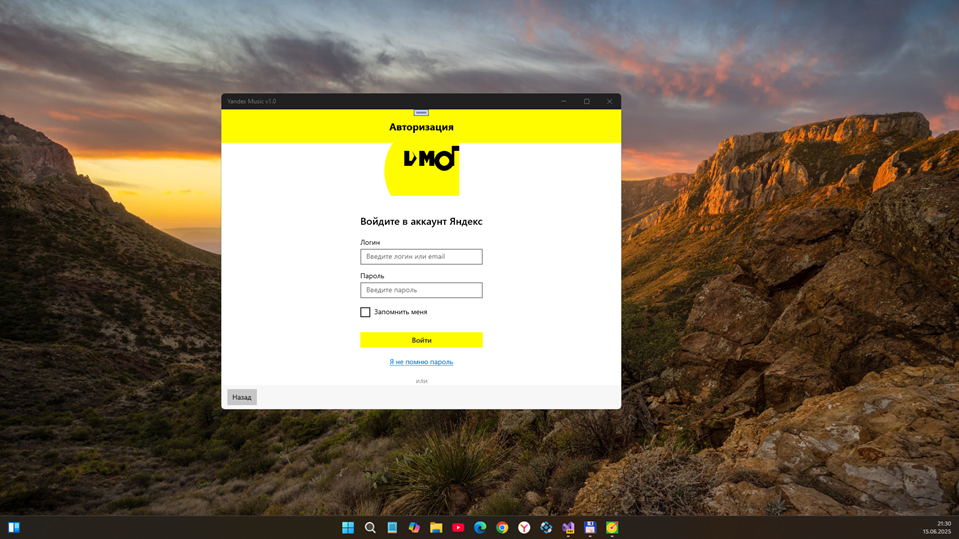 Yandex Music v1.0
Авторизация
Войдите в аккаунт Яндекс
Логин
Введите логин или email
Пароль
Введите пароль
Запомнить меня
Войти
Я не помню пароль
или
Назад
21:30
15.06.2025